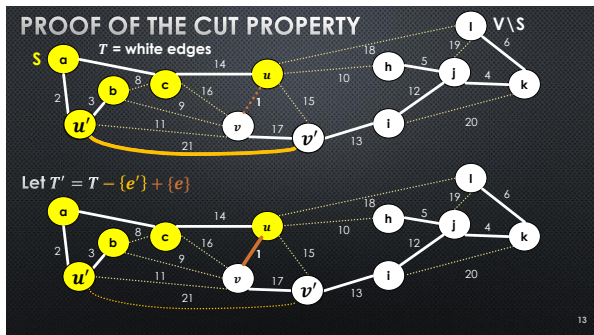 PROOF OF THE CUT PROPERTY
T = white edges
S
V\S
a
b
c
u
u'
v
v'
h
i
j
k
l
2
3
8
14
9
16
11
21
1
15
17
18
10
5
19
6
4
12
13
20
Let T' = T − {e'} + {e}
a
b
c
u
u'
v
v'
h
i
j
k
l
2
3
8
14
9
16
11
21
1
15
17
18
10
5
19
6
4
12
13
20
13